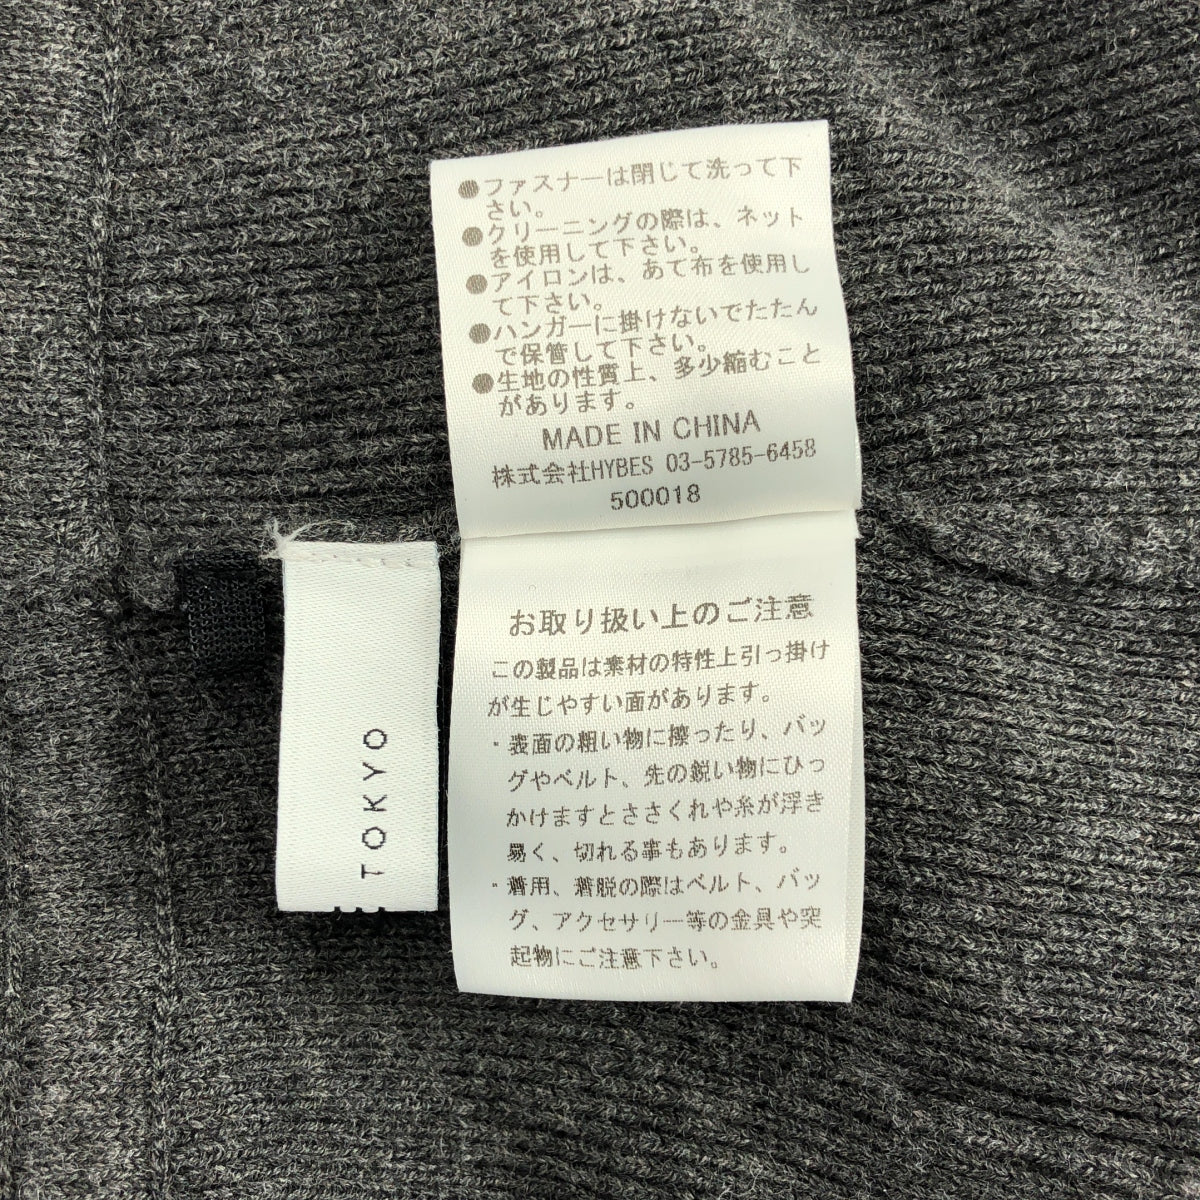 ●ファスナーは閉じて洗って下
さい。
●クリーニングの際は、ネット
を使用して下さい。
●アイロンは、あて布を使用し
て下さい。
●ハンガーに掛けないでたたん
で保管して下さい。
●生地の性質上、多少縮むこと
があります。
MADE IN CHINA
株式会社HYBES 03-5785-6458
500018
お取り扱い上のご注意
この製品は素材の特性上引っ掛け
が生じやすい面があります。
・表面の粗い物に擦ったり、バッ
グやベルト、先の鋭い物にひっ
かけますとささくれや糸が浮き
易く、切れる事もあります。
・着用、着脱の際はベルト、バッ
グ、アクセサリー等の金具や突
起物にご注意下さい。
TOKYO